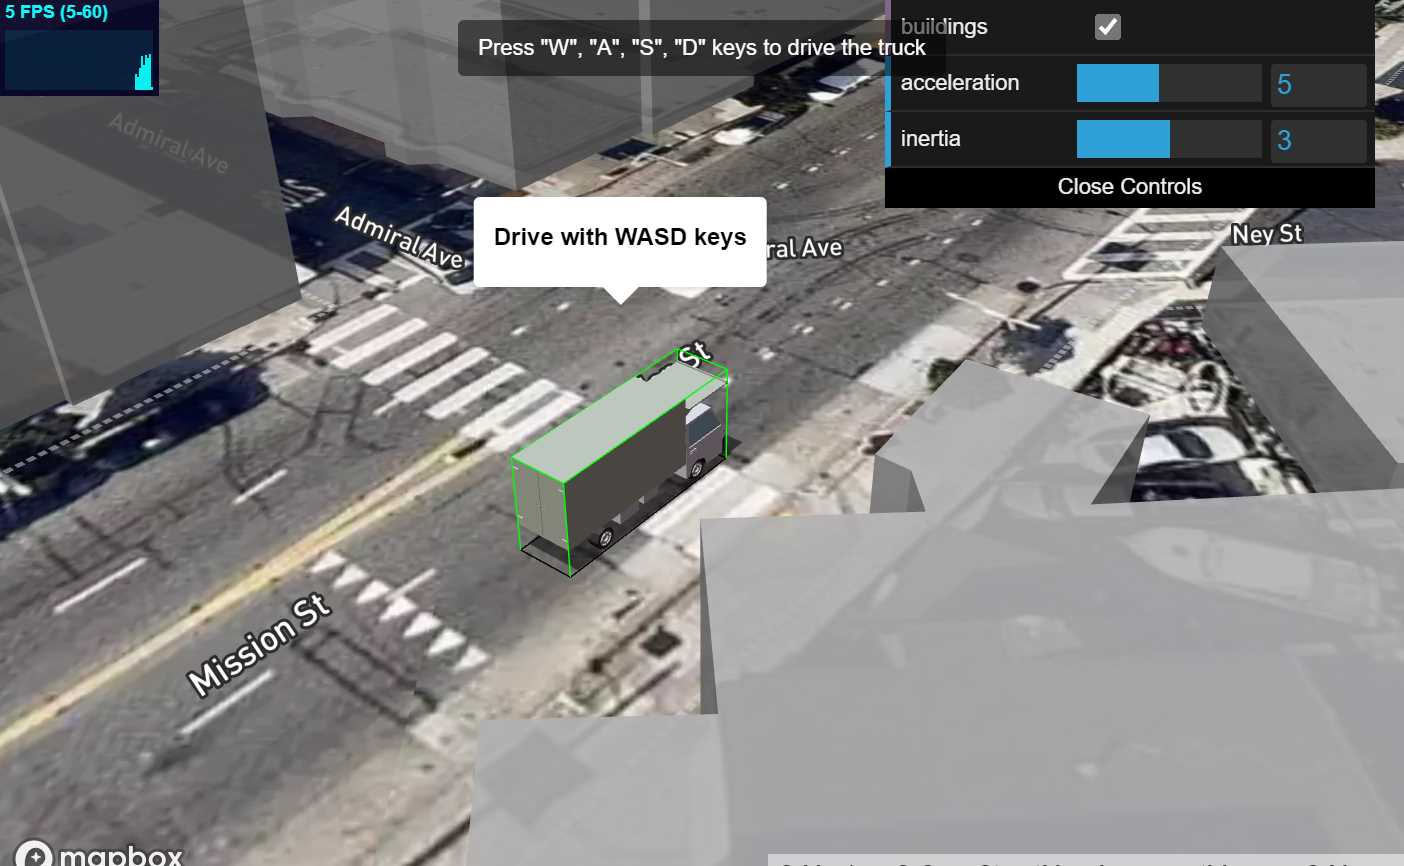 5 FPS (5-60)
Press "W", "A", "S", "D" keys to drive the truck
buildings
acceleration
5
inertia
3
Close Controls
Admiral Ave
Admiral Ave
ral Ave
Ney St
Drive with WASD keys
St
Mission St
mapbox